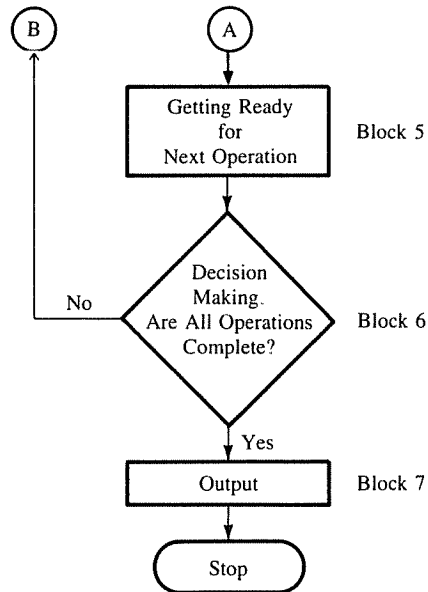 B
A
Getting Ready
for
Next Operation
Block 5
Decision
Making.
Are All Operations
Complete?
Block 6
No
Yes
Output
Block 7
Stop